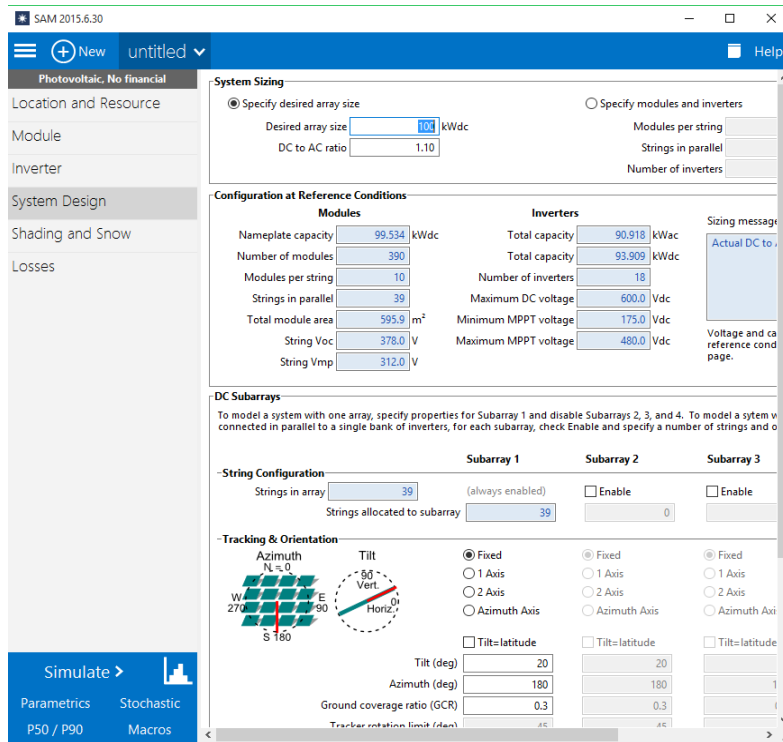 SAM 2015.6.30
New untitled Help
Photovoltaic, No financial
Location and Resource
Module
Inverter
System Design
Shading and Snow
Losses
Simulate >
Parametrics Stochastic
P50 / P90 Macros
System Sizing
Specify desired array size Specify modules and inverters
Desired array size 100 kWdc Modules per string
DC to AC ratio 1.10 Strings in parallel
Number of inverters
Configuration at Reference Conditions
Modules Inverters
Nameplate capacity 99.534 kWdc Total capacity 90.918 kWac Sizing message
Number of modules 390 Total capacity 93.909 kWdc Actual DC to
Modules per string 10 Number of inverters 18
Strings in parallel 39 Maximum DC voltage 600.0 Vdc
Total module area 595.9 m² Minimum MPPT voltage 175.0 Vdc
String Voc 378.0 V Maximum MPPT voltage 480.0 Vdc
String Vmp 312.0 V
Voltage and ca
reference cond
page.
DC Subarrays
To model a system with one array, specify properties for Subarray 1 and disable Subarrays 2, 3, and 4. To model a sytem w
connected in parallel to a single bank of inverters, for each subarray, check Enable and specify a number of strings and o
Subarray 1 Subarray 2 Subarray 3
String Configuration
Strings in array 39 (always enabled) Enable Enable
Strings allocated to subarray 39 0
Tracking & Orientation
Azimuth Tilt
N = 0
W 270
E 90
S 180
90 Vert.
0 Horiz.
Fixed Fixed Fixed
1 Axis 1 Axis 1 Axis
2 Axis 2 Axis 2 Axis
Azimuth Axis Azimuth Axis Azimuth Axi
Tilt=latitude Tilt=latitude Tilt=latitude
Tilt (deg) 20 20
Azimuth (deg) 180 180 1
Ground coverage ratio (GCR) 0.3 0.3
Tracker rotation limit (deg) 45 45